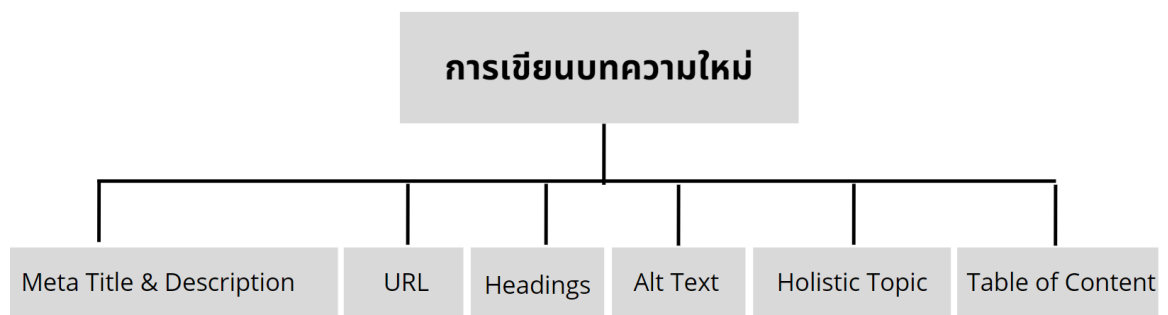 การเขียนบทความใหม่
Meta Title & Description
URL
Headings
Alt Text
Holistic Topic
Table of Content